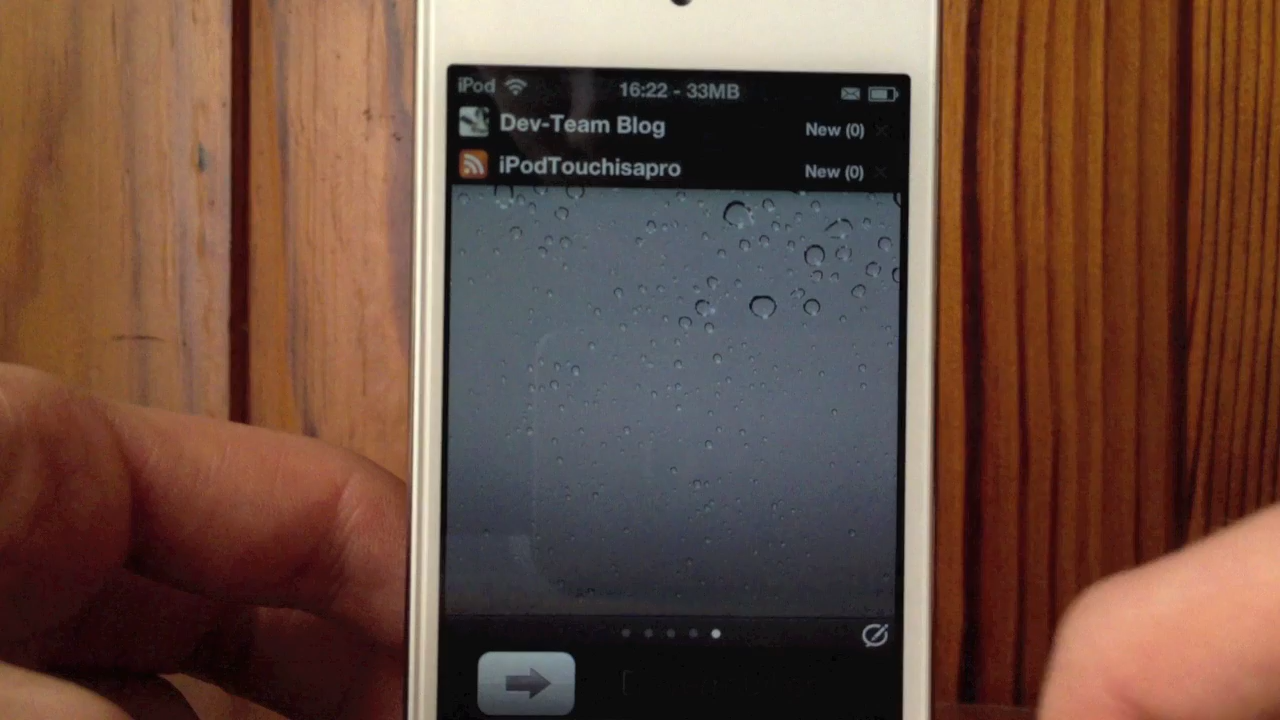 iPod 16:22 - 33MB
Dev-Team Blog New (0)
iPodTouchisapro New (0)